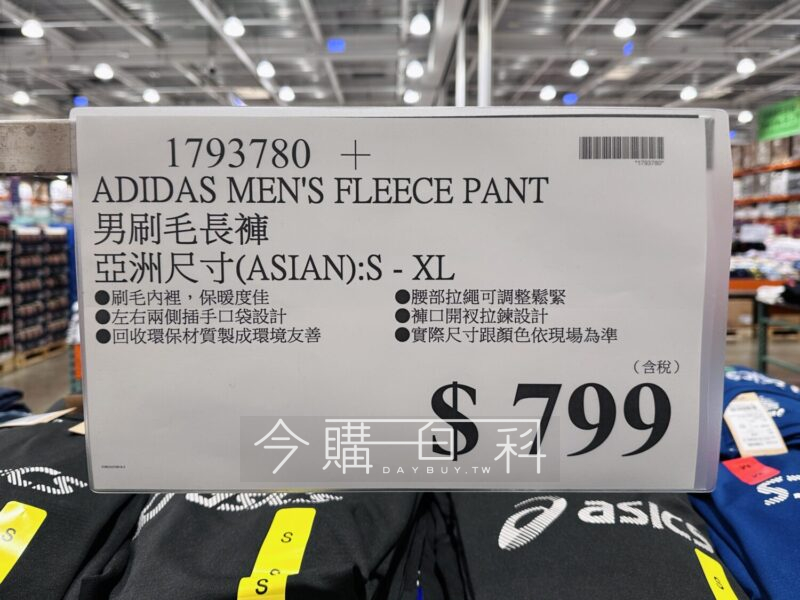 1793780 +
*1793780*
ADIDAS MEN'S FLEECE PANT
男刷毛長褲
亞洲尺寸(ASIAN):S - XL
●刷毛內裡，保暖度佳
●腰部拉繩可調整鬆緊
●左右兩側插手口袋設計
●褲口開衩拉鍊設計
●回收環保材質製成環境友善
●實際尺寸跟顏色依現場為準
（含稅）
$ 799
今購百科
DAYBUY.TW
S
S
S
asics